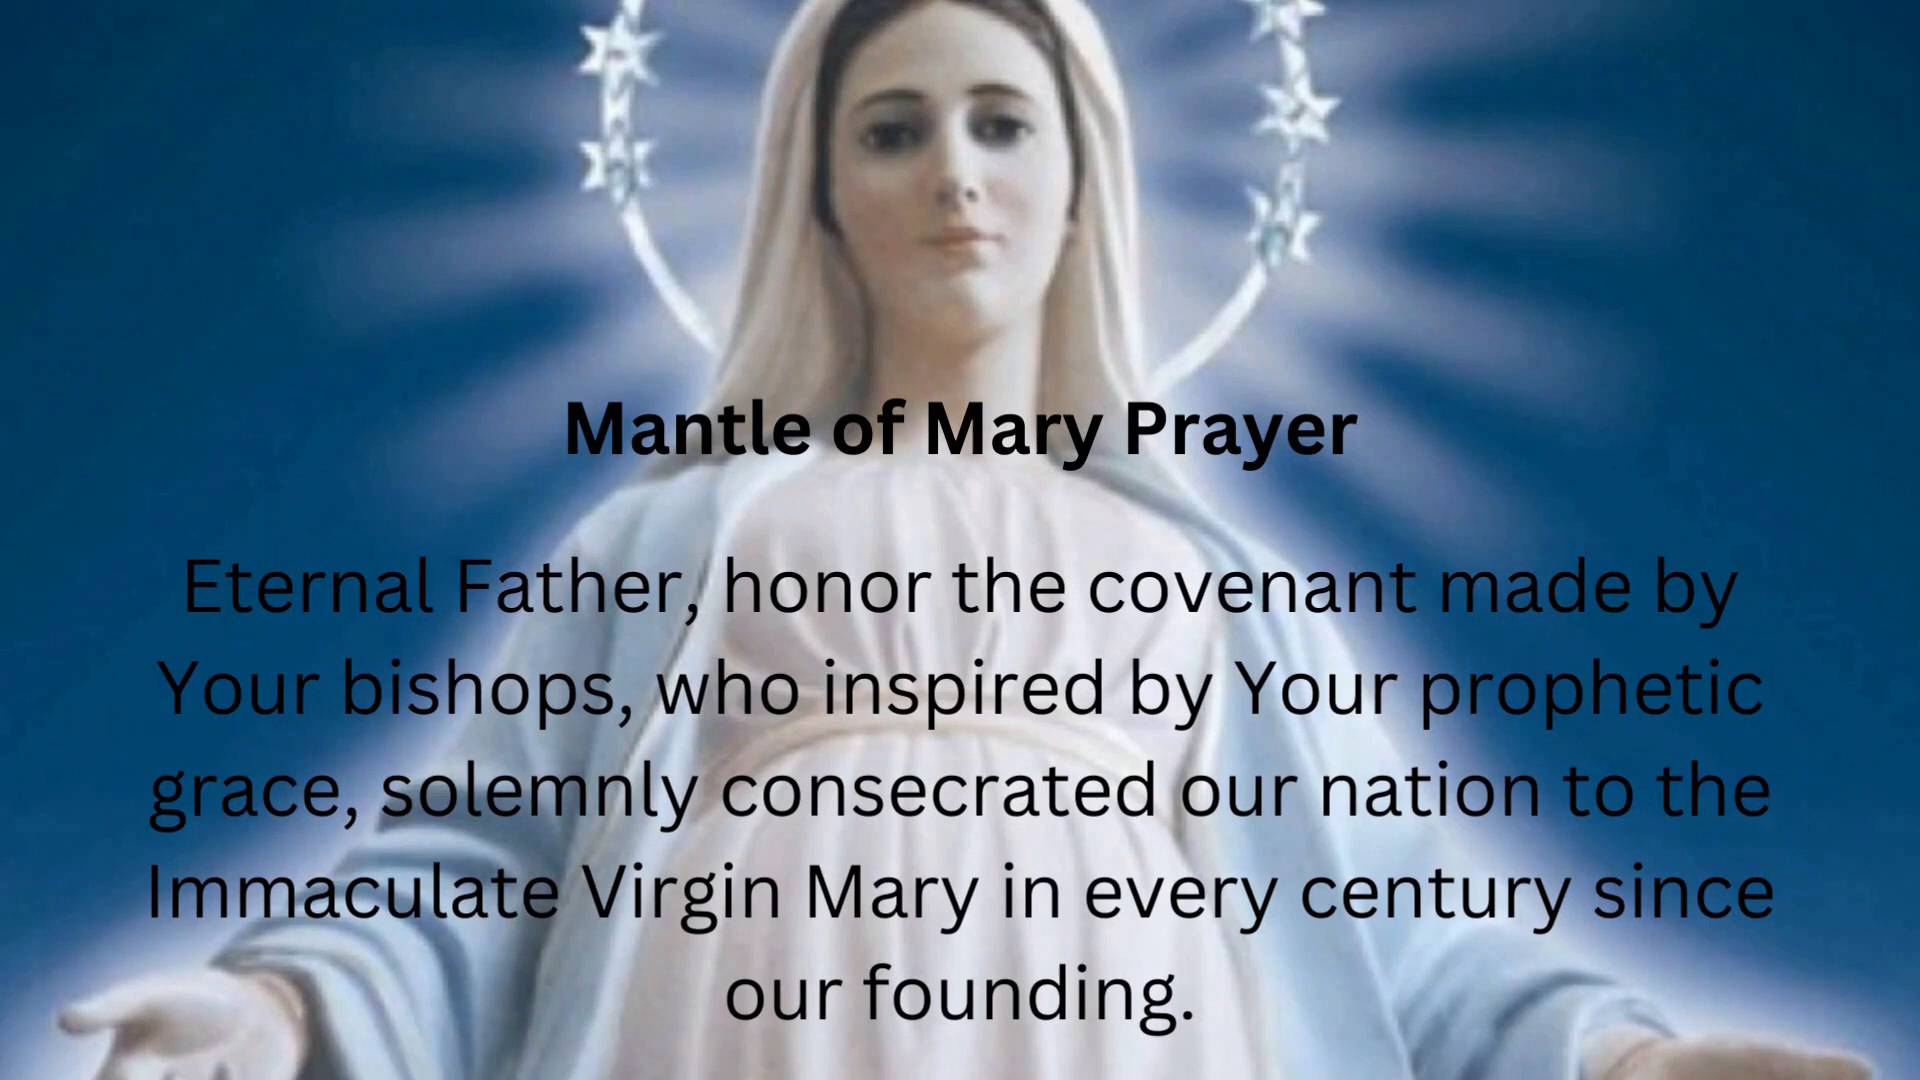 Mantle of Mary Prayer
Eternal Father, honor the covenant made by
Your bishops, who inspired by Your prophetic
grace, solemnly consecrated our nation to the
Immaculate Virgin Mary in every century since
our founding.